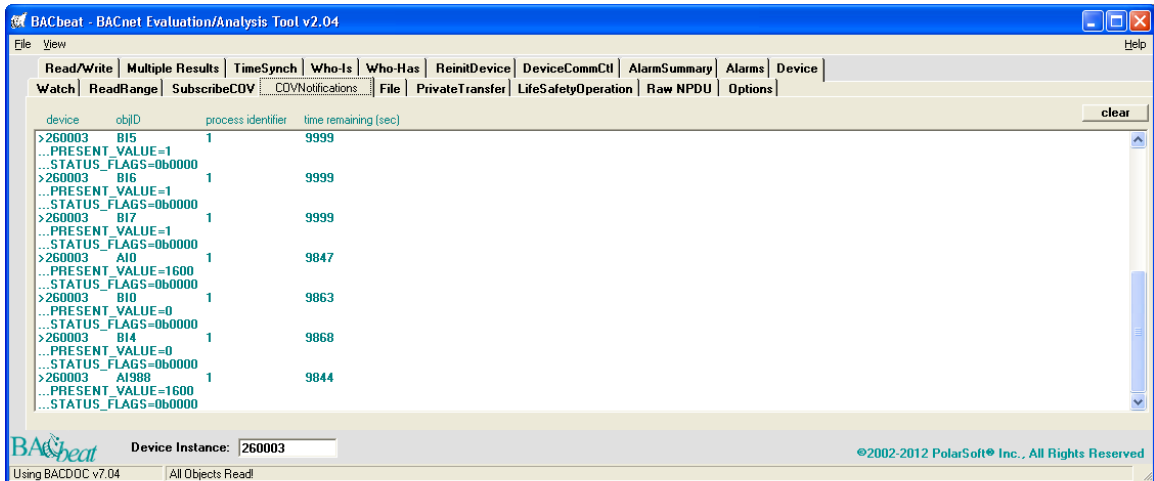 BACbeat - BACnet Evaluation/Analysis Tool v2.04
File View Help
Read/Write Multiple Results TimeSynch Who-Is Who-Has ReinitDevice DeviceCommCtl AlarmSummary Alarms Device
Watch ReadRange SubscribeCOV COVNotifications File PrivateTransfer LifeSafetyOperation Raw NPDU Options
clear
device objID process identifier time remaining (sec)
>260003 BI5 1 9999
...PRESENT_VALUE=1
...STATUS_FLAGS=0b0000
>260003 BI6 1 9999
...PRESENT_VALUE=1
...STATUS_FLAGS=0b0000
>260003 BI7 1 9999
...PRESENT_VALUE=1
...STATUS_FLAGS=0b0000
>260003 AI0 1 9847
...PRESENT_VALUE=1600
...STATUS_FLAGS=0b0000
>260003 BI0 1 9863
...PRESENT_VALUE=0
...STATUS_FLAGS=0b0000
>260003 BI4 1 9868
...PRESENT_VALUE=0
...STATUS_FLAGS=0b0000
>260003 AI988 1 9844
...PRESENT_VALUE=1600
...STATUS_FLAGS=0b0000
BACbeat Device Instance: 260003
©2002-2012 PolarSoft® Inc., All Rights Reserved
Using BACDOC v7.04 All Objects Read!